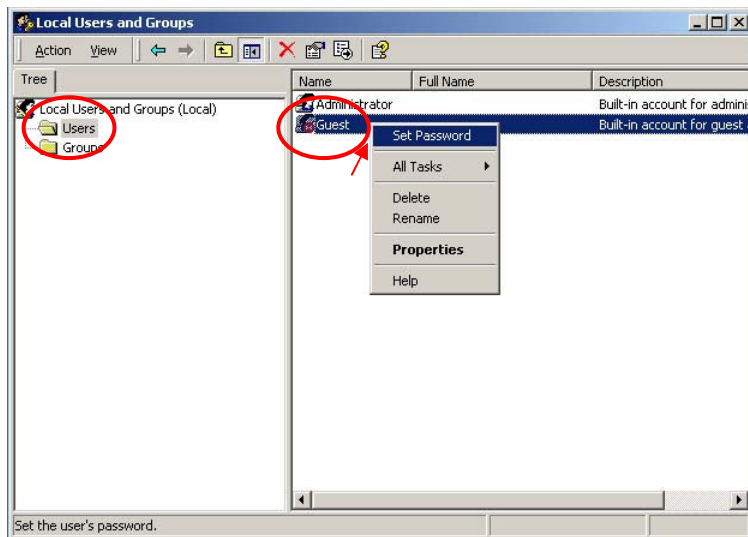 Local Users and Groups
Action View
Tree
Name Full Name Description
Local Users and Groups (Local)
Users
Groups
Administrator Built-in account for admini
Guest Built-in account for guest
Set Password
All Tasks
Delete
Rename
Properties
Help
Set the user's password.